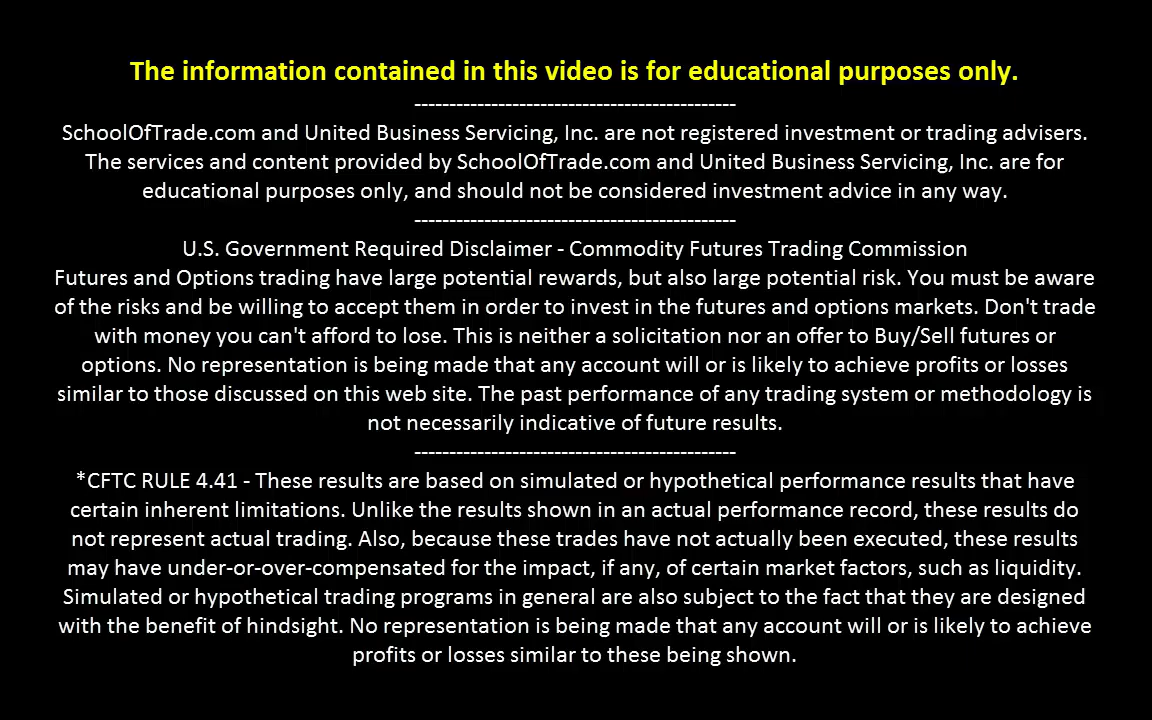 The information contained in this video is for educational purposes only.
----------------------------------------------
SchoolOfTrade.com and United Business Servicing, Inc. are not registered investment or trading advisers.
The services and content provided by SchoolOfTrade.com and United Business Servicing, Inc. are for
educational purposes only, and should not be considered investment advice in any way.
----------------------------------------------
U.S. Government Required Disclaimer - Commodity Futures Trading Commission
Futures and Options trading have large potential rewards, but also large potential risk. You must be aware
of the risks and be willing to accept them in order to invest in the futures and options markets. Don't trade
with money you can't afford to lose. This is neither a solicitation nor an offer to Buy/Sell futures or
options. No representation is being made that any account will or is likely to achieve profits or losses
similar to those discussed on this web site. The past performance of any trading system or methodology is
not necessarily indicative of future results.
----------------------------------------------
*CFTC RULE 4.41 - These results are based on simulated or hypothetical performance results that have
certain inherent limitations. Unlike the results shown in an actual performance record, these results do
not represent actual trading. Also, because these trades have not actually been executed, these results
may have under-or-over-compensated for the impact, if any, of certain market factors, such as liquidity.
Simulated or hypothetical trading programs in general are also subject to the fact that they are designed
with the benefit of hindsight. No representation is being made that any account will or is likely to achieve
profits or losses similar to these being shown.